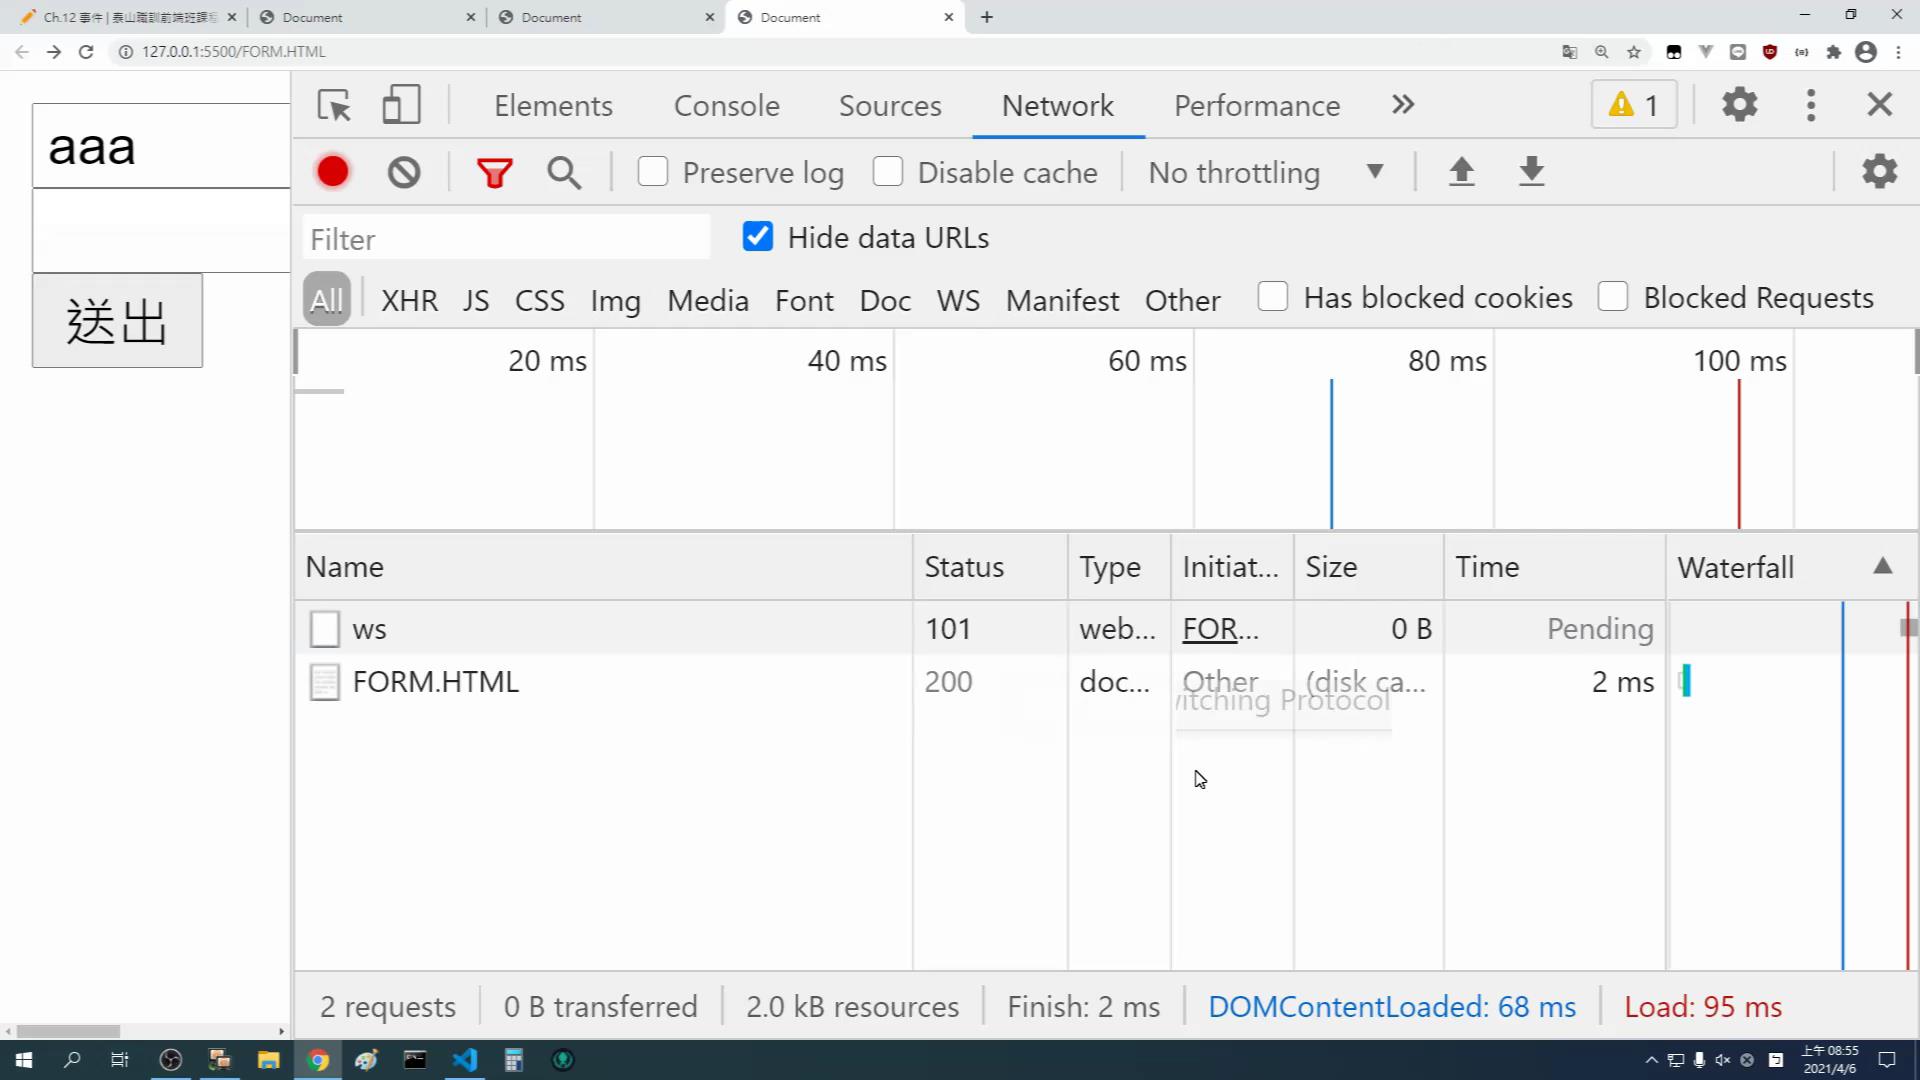 Ch.12 事件 | 泰山職訓前端班課程
Document
Document
Document
127.0.0.1:5500/FORM.HTML
aaa
送出
Elements
Console
Sources
Network
Performance
1
Preserve log
Disable cache
No throttling
Filter
Hide data URLs
All
XHR
JS
CSS
Img
Media
Font
Doc
WS
Manifest
Other
Has blocked cookies
Blocked Requests
20 ms
40 ms
60 ms
80 ms
100 ms
Name
Status
Type
Initiat...
Size
Time
Waterfall
ws
101
web...
FOR...
0 B
Pending
FORM.HTML
200
doc...
Other
(disk ca...
2 ms
witching Protocol
2 requests
0 B transferred
2.0 kB resources
Finish: 2 ms
DOMContentLoaded: 68 ms
Load: 95 ms
上午 08:55
2021/4/6